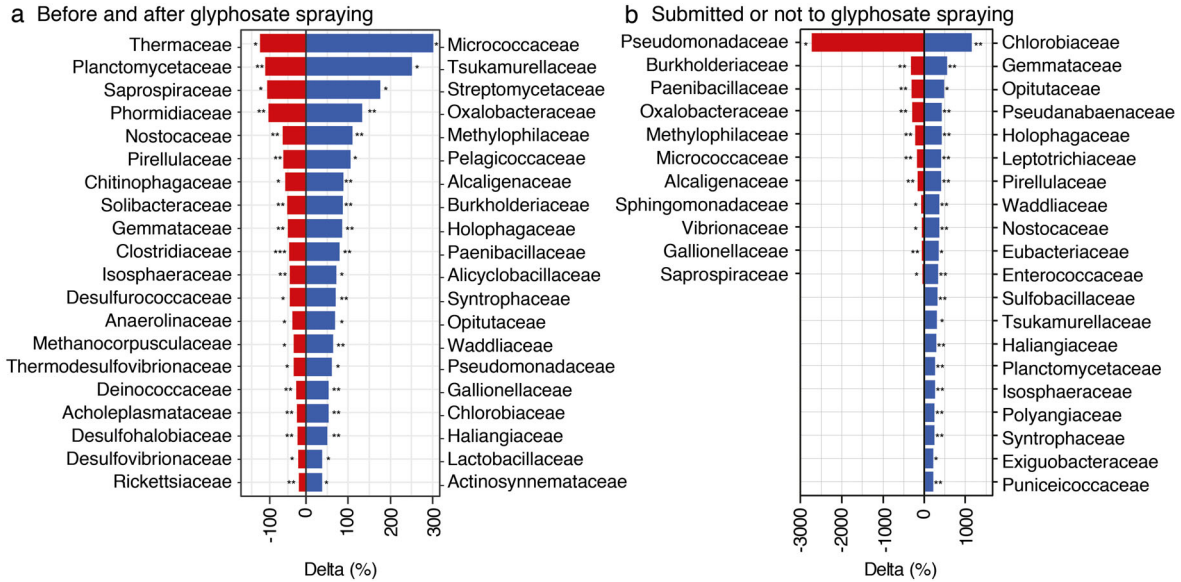 a Before and after glyphosate spraying
Thermaceae * * Micrococcaceae
Planctomycetaceae ** * Tsukamurellaceae
Saprospiraceae * * Streptomycetaceae
Phormidiaceae ** ** Oxalobacteraceae
Nostocaceae ** ** Methylophilaceae
Pirellulaceae ** * Pelagicoccaceae
Chitinophagaceae * ** Alcaligenaceae
Solibacteraceae ** ** Burkholderiaceae
Gemmataceae ** ** Holophagaceae
Clostridiaceae *** ** Paenibacillaceae
Isosphaeraceae ** * Alicyclobacillaceae
Desulfurococcaceae * ** Syntrophaceae
Anaerolinaceae * * Opitutaceae
Methanocorpusculaceae * ** Waddliaceae
Thermodesulfovibrionaceae * * Pseudomonadaceae
Deinococcaceae ** ** Gallionellaceae
Acholeplasmataceae ** ** Chlorobiaceae
Desulfohalobiaceae ** ** Haliangiaceae
Desulfovibrionaceae * * Lactobacillaceae
Rickettsiaceae ** * Actinosynnemataceae
-100 0 100 200 300
Delta (%)
b Submitted or not to glyphosate spraying
Pseudomonadaceae * ** Chlorobiaceae
Burkholderiaceae ** ** Gemmataceae
Paenibacillaceae ** * Opitutaceae
Oxalobacteraceae ** ** Pseudanabaenaceae
Methylophilaceae ** ** Holophagaceae
Micrococcaceae ** ** Leptotrichiaceae
Alcaligenaceae ** ** Pirellulaceae
Sphingomonadaceae * ** Waddliaceae
Vibrionaceae * ** Nostocaceae
Gallionellaceae ** * Eubacteriaceae
Saprospiraceae * ** Enterococcaceae
** Sulfobacillaceae
* Tsukamurellaceae
** Haliangiaceae
** Planctomycetaceae
** Isosphaeraceae
** Polyangiaceae
** Syntrophaceae
* Exiguobacteraceae
** Puniceicoccaceae
-3000 -2000 -1000 0 1000
Delta (%)